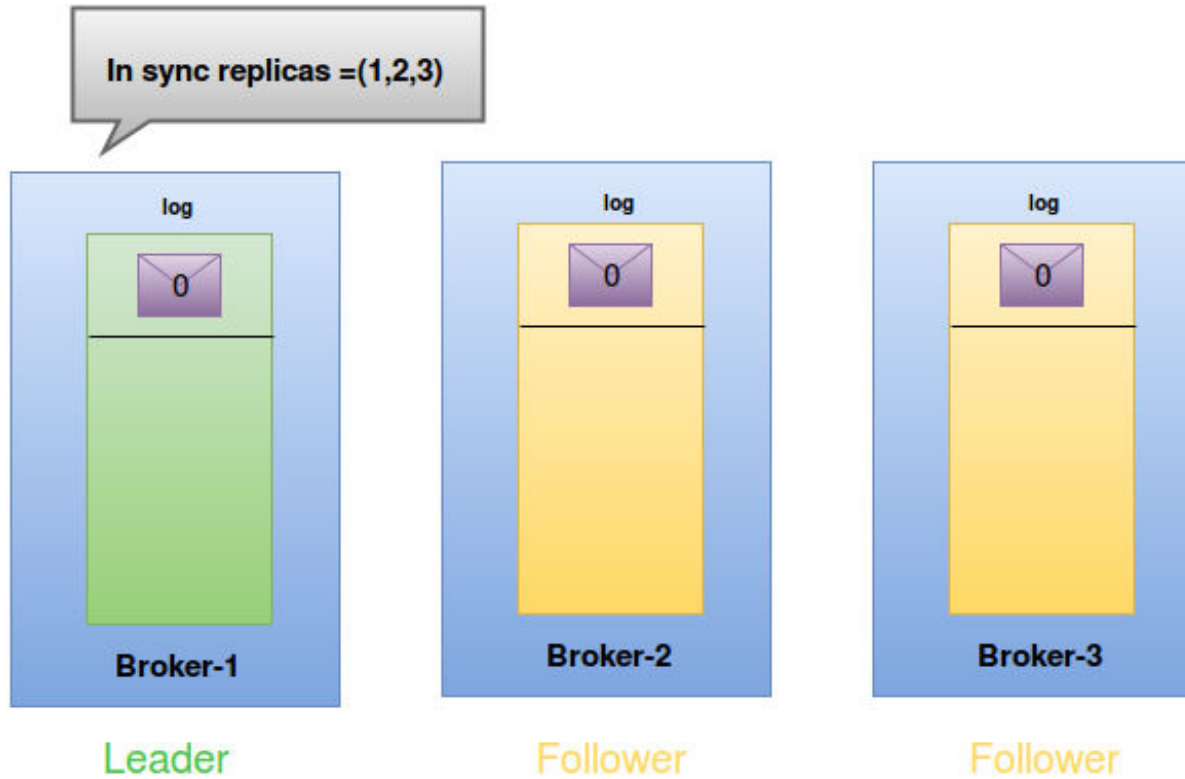 In sync replicas =(1,2,3)
log
log
log
0
0
0
Broker-1
Broker-2
Broker-3
Leader
Follower
Follower